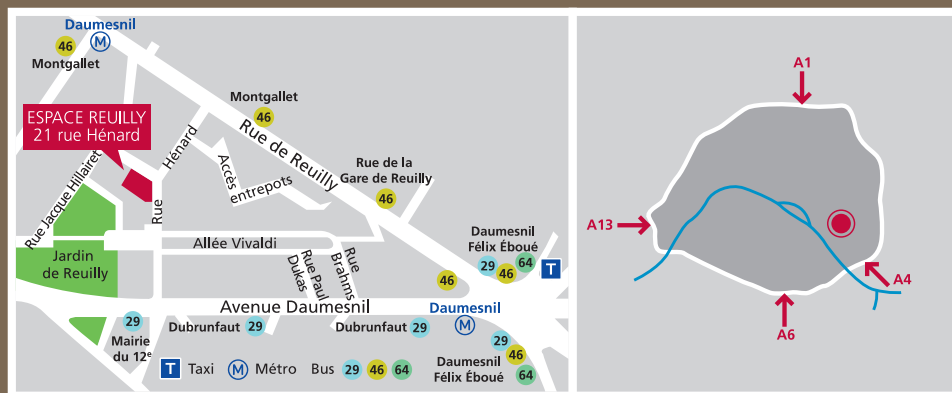 Daumesnil
M
46
Montgallet
ESPACE REUILLY
21 rue Hénard
Montgallet
46
Rue de Reuilly
Hénard
Rue
Accès
entrepots
Rue de la
Gare de Reuilly
46
Rue Jacque Hillairet
Jardin
de Reuilly
Allée Vivaldi
Rue Paul
Dukas
Rue
Brahms
Daumesnil
Félix Éboué
29 46 64
T
46
Avenue Daumesnil
Daumesnil
M
29
Mairie
du 12e
Dubrunfaut 29
Dubrunfaut 29
29
46
Daumesnil
Félix Éboué
64
T Taxi M Métro Bus 29 46 64
A1
A13
A4
A6